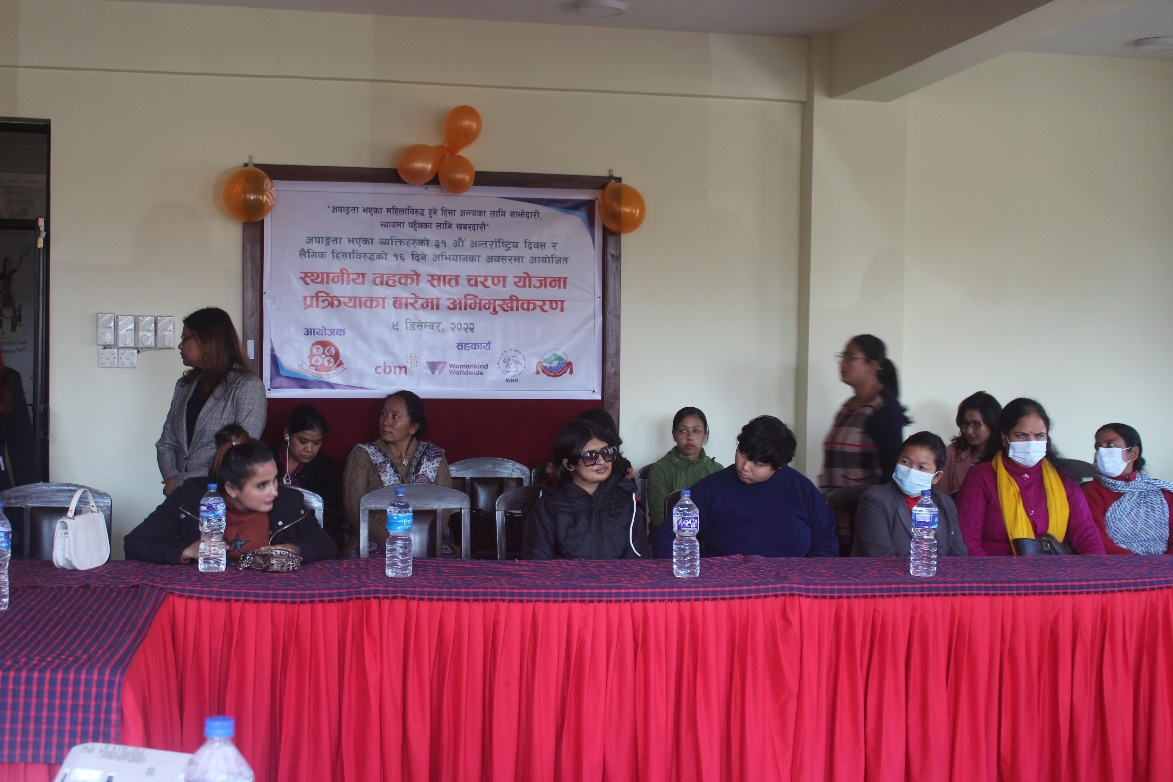 "अपाङ्गता भएका महिलाविरुद्ध हुने हिंसा अन्त्यका लागि साझेदारी,
न्यायमा पहुँचका लागि खबरदारी"
अपाङ्गता भएका व्यक्तिहरुको ३१ औं अन्तर्राष्ट्रिय दिवस र
लैंगिक हिंसाविरुद्धको १६ दिने अभियानका अवसरमा आयोजित
स्थानीय तहको सात चरण योजना
प्रक्रियाका बारेमा अभिमुखीकरण
९ डिसेम्बर, २०२२
आयोजक
सहकार्य
cbm
Womankind
Worldwide
WHR